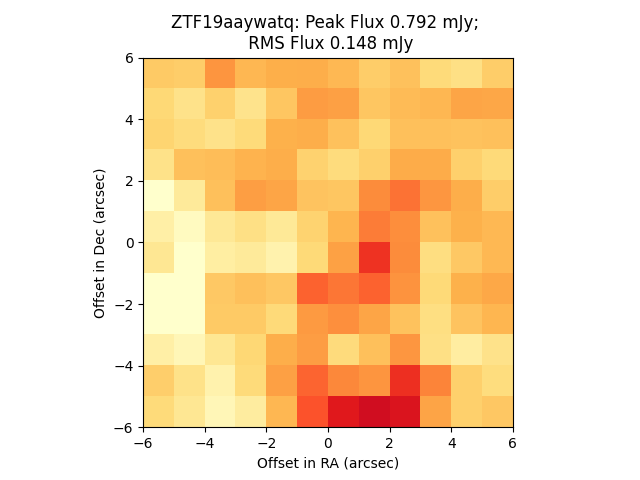 ZTF19aaywatq: Peak Flux 0.792 mJy;
RMS Flux 0.148 mJy
6
4
2
0
−2
−4
−6
Offset in Dec (arcsec)
−6 −4 −2 0 2 4 6
Offset in RA (arcsec)